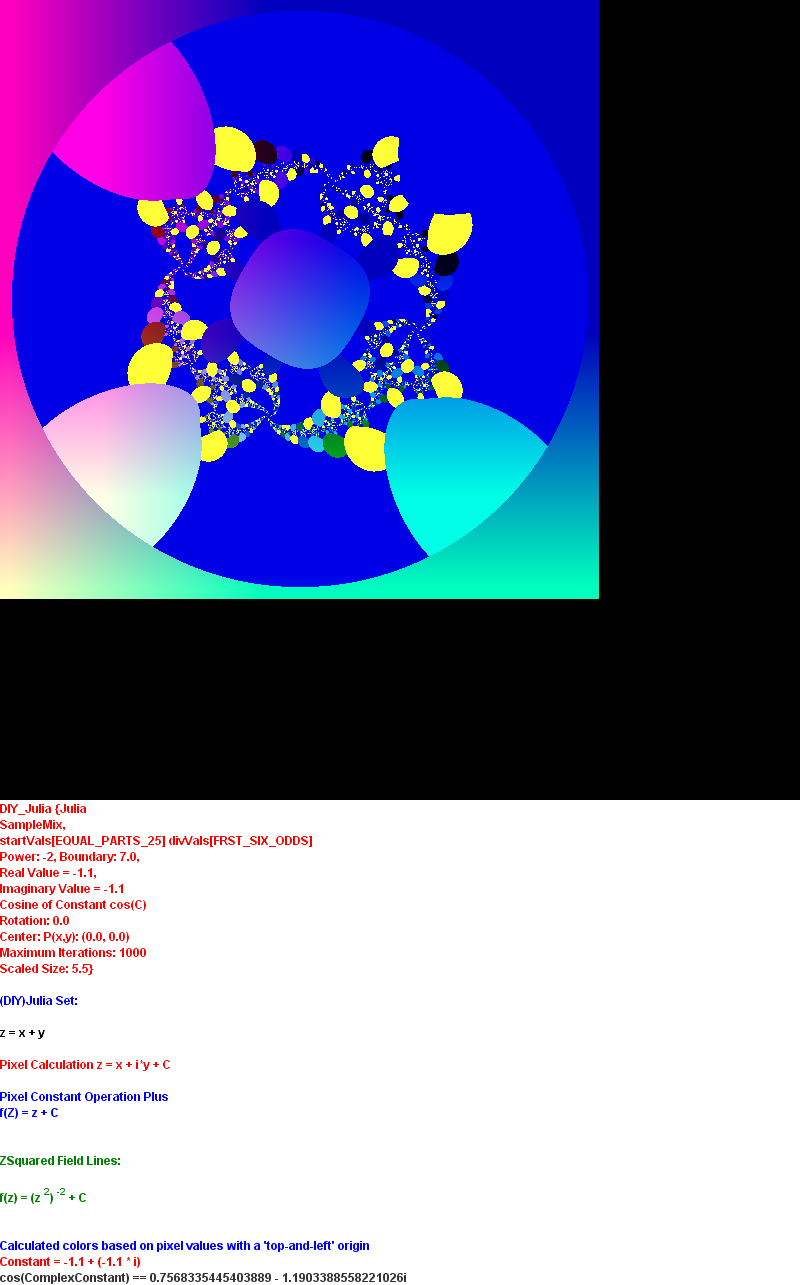 DIY_Julia {Julia
SampleMix,
startVals[EQUAL_PARTS_25] divVals[FRST_SIX_ODDS]
Power: -2, Boundary: 7.0,
Real Value = -1.1,
Imaginary Value = -1.1
Cosine of Constant cos(C)
Rotation: 0.0
Center: P(x,y): (0.0, 0.0)
Maximum Iterations: 1000
Scaled Size: 5.5}
(DIY)Julia Set:
z = x + y
Pixel Calculation z = x + i*y + C
Pixel Constant Operation Plus
f(Z) = z + C
ZSquared Field Lines:
f(z) = (z ²) ⁻² + C
Calculated colors based on pixel values with a 'top-and-left' origin
Constant = -1.1 + (-1.1 * i)
cos(ComplexConstant) == 0.7568335445403889 - 1.1903388558221026i